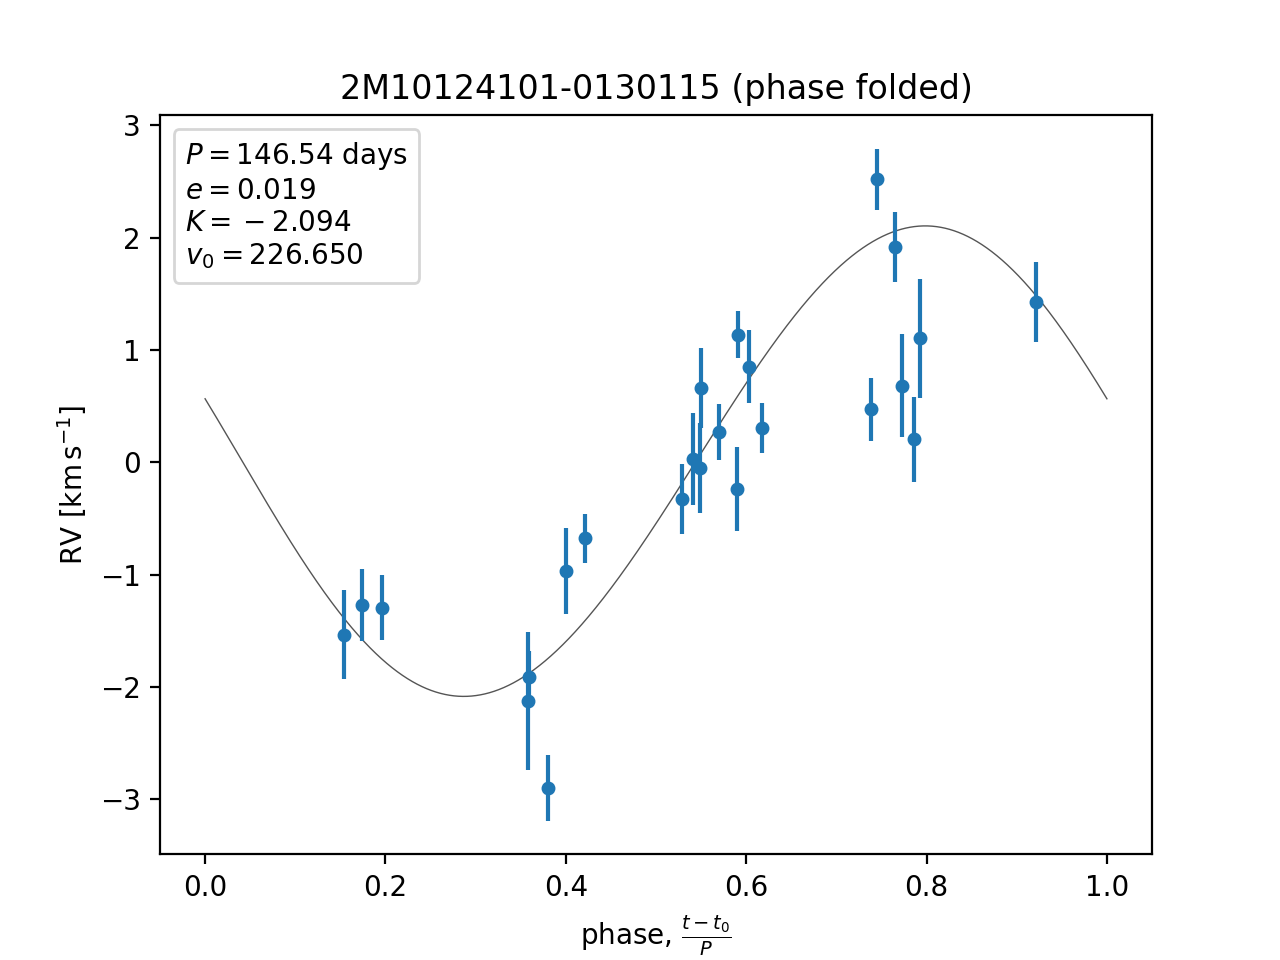 2M10124101-0130115 (phase folded)
P = 146.54 days
e = 0.019
K = − 2.094
v₀ = 226.650
3
2
1
0
−1
−2
−3
RV [km s⁻¹]
0.0 0.2 0.4 0.6 0.8 1.0
phase, (t − t₀)/P